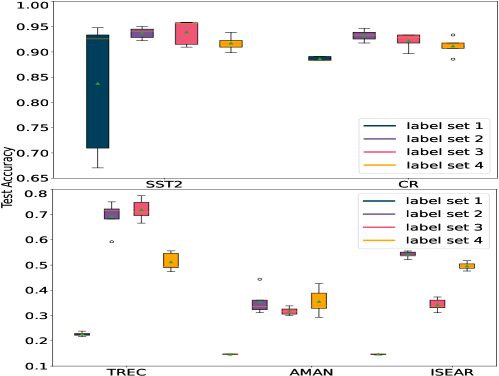 Test Accuracy
1.00
0.95
0.90
0.85
0.80
0.75
0.70
0.65
label set 1
label set 2
label set 3
label set 4
SST2 CR
0.8
0.7
0.6
0.5
0.4
0.3
0.2
0.1
label set 1
label set 2
label set 3
label set 4
TREC AMAN ISEAR